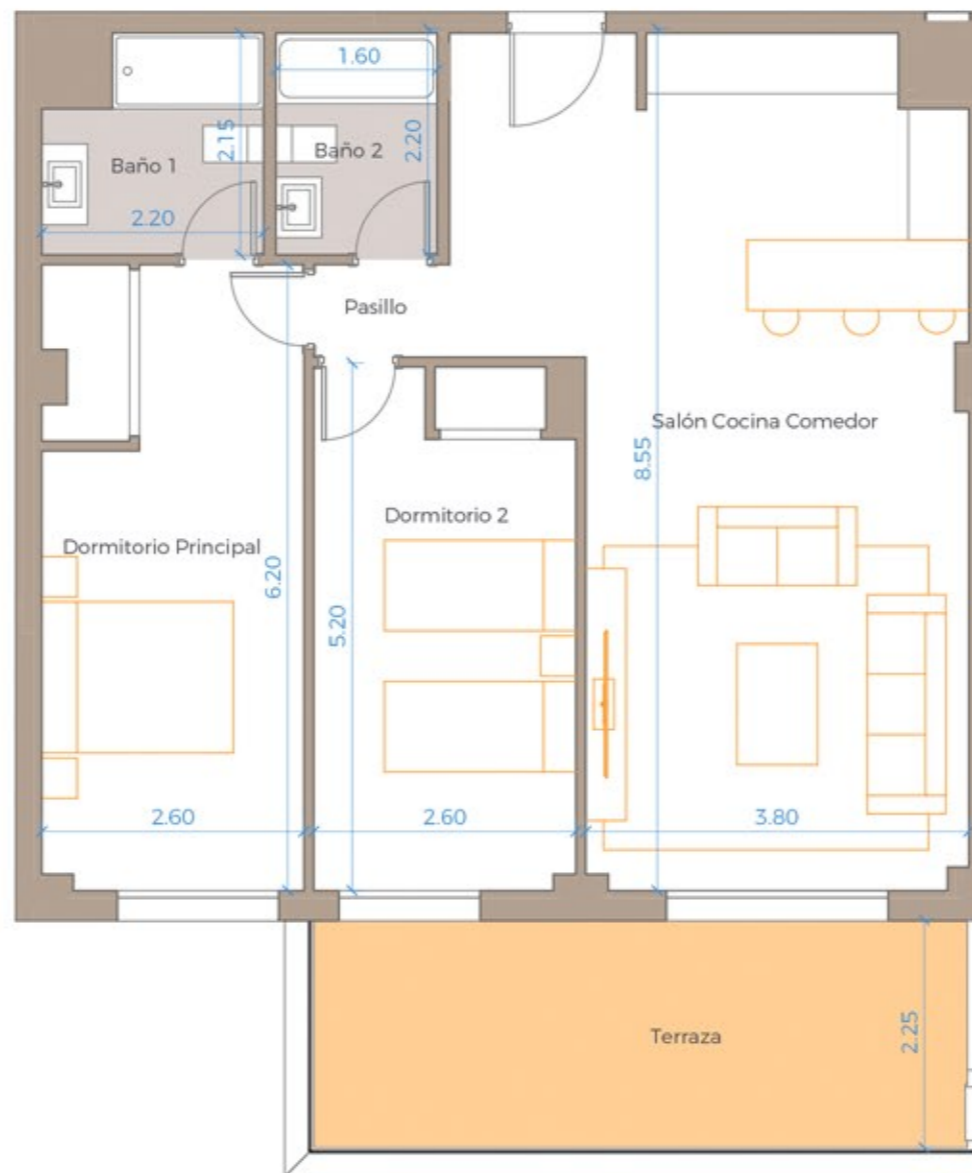 1.60
2.15
Baño 1
Baño 2
2.20
2.20
Pasillo
Salón Cocina Comedor
8.55
Dormitorio 2
Dormitorio Principal
6.20
5.20
2.60
2.60
3.80
Terraza
2.25